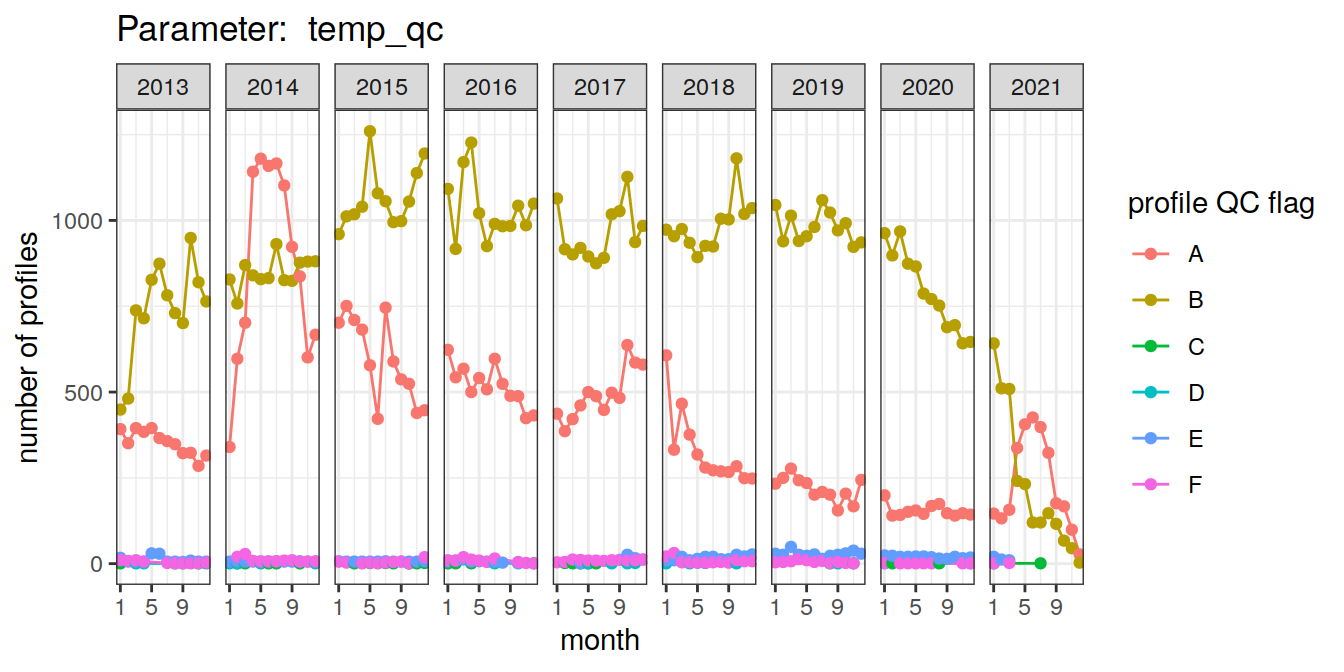 Parameter:  temp_qc
2013 2014 2015 2016 2017 2018 2019 2020 2021
number of profiles
1000
500
0
1 5 9 1 5 9 1 5 9 1 5 9 1 5 9 1 5 9 1 5 9 1 5 9 1 5 9
month
profile QC flag
A
B
C
D
E
F